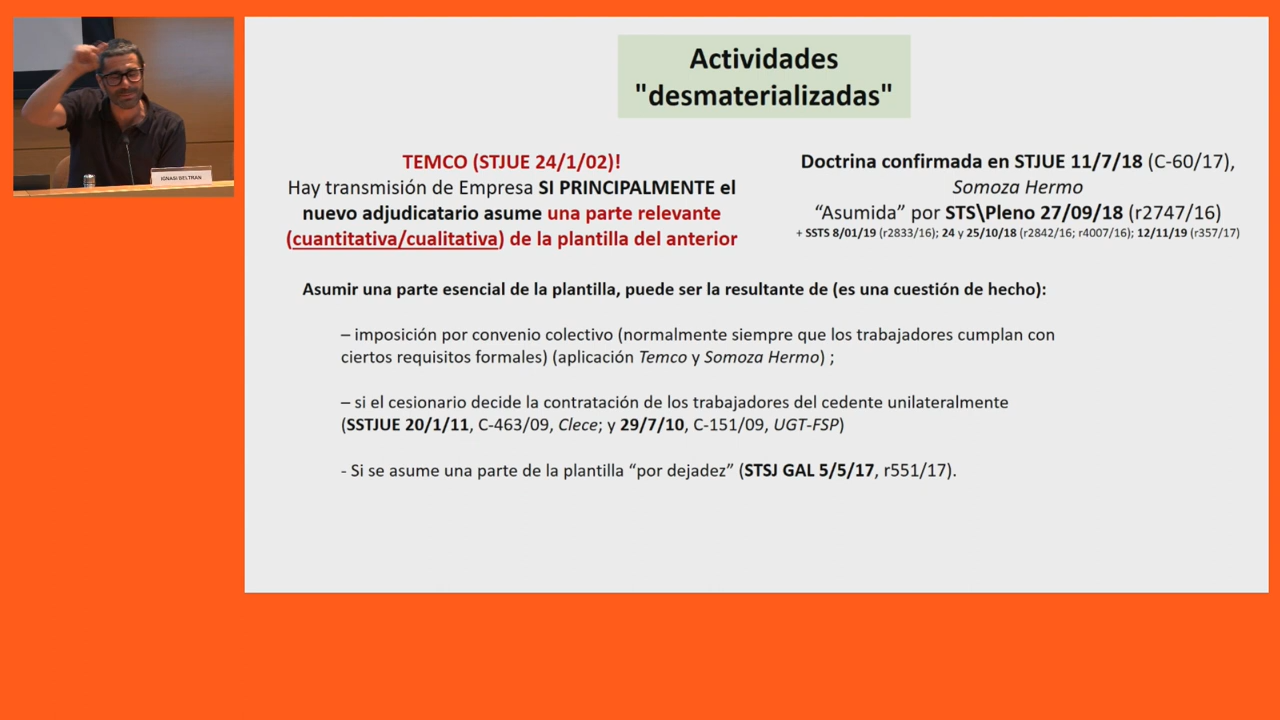 IGNASI BELTRAN
Actividades
"desmaterializadas"
TEMCO (STJUE 24/1/02)!
Hay transmisión de Empresa SI PRINCIPALMENTE el
nuevo adjudicatario asume una parte relevante
(cuantitativa/cualitativa) de la plantilla del anterior
Doctrina confirmada en STJUE 11/7/18 (C-60/17),
Somoza Hermo
“Asumida” por STS\Pleno 27/09/18 (r2747/16)
+ SSTS 8/01/19 (r2833/16); 24 y 25/10/18 (r2842/16; r4007/16); 12/11/19 (r357/17)
Asumir una parte esencial de la plantilla, puede ser la resultante de (es una cuestión de hecho):
– imposición por convenio colectivo (normalmente siempre que los trabajadores cumplan con
ciertos requisitos formales) (aplicación Temco y Somoza Hermo) ;
– si el cesionario decide la contratación de los trabajadores del cedente unilateralmente
(SSTJUE 20/1/11, C-463/09, Clece; y 29/7/10, C-151/09, UGT-FSP)
- Si se asume una parte de la plantilla “por dejadez” (STSJ GAL 5/5/17, r551/17).